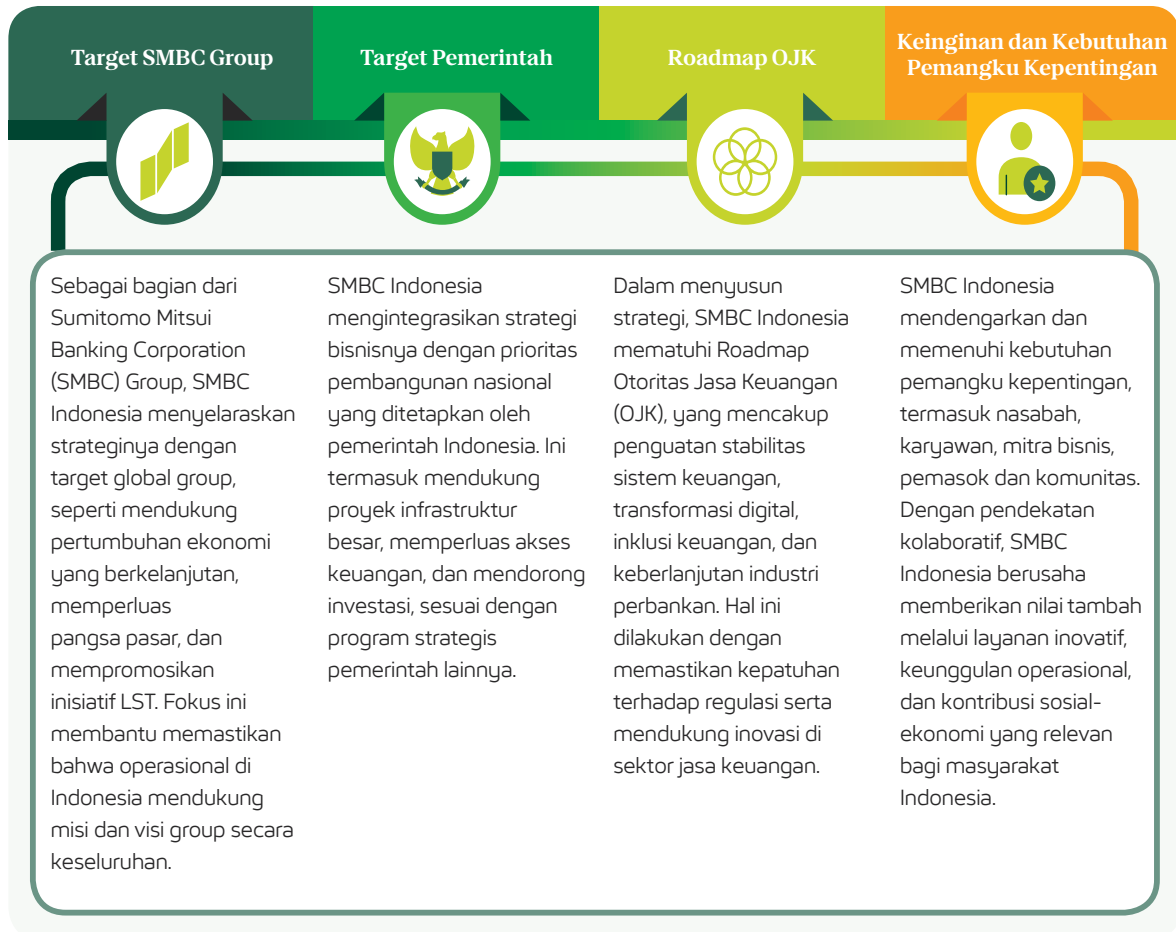 Target SMBC Group
Target Pemerintah
Roadmap OJK
Keinginan dan Kebutuhan
Pemangku Kepentingan
Sebagai bagian dari
Sumitomo Mitsui
Banking Corporation
(SMBC) Group, SMBC
Indonesia menyelaraskan
strateginya dengan
target global group,
seperti mendukung
pertumbuhan ekonomi
yang berkelanjutan,
memperluas
pangsa pasar, dan
mempromosikan
inisiatif LST. Fokus ini
membantu memastikan
bahwa operasional di
Indonesia mendukung
misi dan visi group secara
keseluruhan.
SMBC Indonesia
mengintegrasikan strategi
bisnisnya dengan prioritas
pembangunan nasional
yang ditetapkan oleh
pemerintah Indonesia. Ini
termasuk mendukung
proyek infrastruktur
besar, memperluas akses
keuangan, dan mendorong
investasi, sesuai dengan
program strategis
pemerintah lainnya.
Dalam menyusun
strategi, SMBC Indonesia
mematuhi Roadmap
Otoritas Jasa Keuangan
(OJK), yang mencakup
penguatan stabilitas
sistem keuangan,
transformasi digital,
inklusi keuangan, dan
keberlanjutan industri
perbankan. Hal ini
dilakukan dengan
memastikan kepatuhan
terhadap regulasi serta
mendukung inovasi di
sektor jasa keuangan.
SMBC Indonesia
mendengarkan dan
memenuhi kebutuhan
pemangku kepentingan,
termasuk nasabah,
karyawan, mitra bisnis,
pemasok dan komunitas.
Dengan pendekatan
kolaboratif, SMBC
Indonesia berusaha
memberikan nilai tambah
melalui layanan inovatif,
keunggulan operasional,
dan kontribusi sosial-
ekonomi yang relevan
bagi masyarakat
Indonesia.